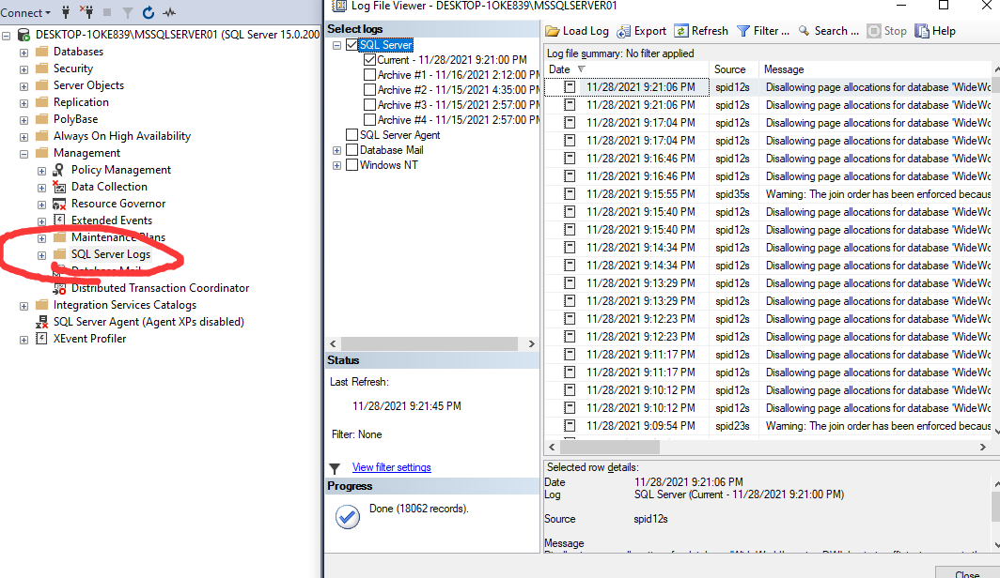 Connect
DESKTOP-1OKE839\MSSQLSERVER01 (SQL Server 15.0.200
Databases
Security
Server Objects
Replication
PolyBase
Always On High Availability
Management
Policy Management
Data Collection
Resource Governor
Extended Events
Maintenance Plans
SQL Server Logs
Database Mail
Distributed Transaction Coordinator
Integration Services Catalogs
SQL Server Agent (Agent XPs disabled)
XEvent Profiler
Log File Viewer - DESKTOP-1OKE839\MSSQLSERVER01
Select logs
SQL Server
Current - 11/28/2021 9:21:00 PM
Archive #1 - 11/16/2021 2:12:00 PM
Archive #2 - 11/15/2021 4:35:00 PM
Archive #3 - 11/15/2021 2:57:00 PM
Archive #4 - 11/15/2021 2:57:00 PM
SQL Server Agent
Database Mail
Windows NT
Status
Last Refresh:
11/28/2021 9:21:45 PM
Filter: None
View filter settings
Progress
Done (18062 records).
Load Log Export Refresh Filter ... Search ... Stop Help
Log file summary: No filter applied
Date Source Message
11/28/2021 9:21:06 PM spid12s Disallowing page allocations for database 'WideWo
11/28/2021 9:21:06 PM spid12s Disallowing page allocations for database 'WideWo
11/28/2021 9:17:04 PM spid12s Disallowing page allocations for database 'WideWo
11/28/2021 9:17:04 PM spid12s Disallowing page allocations for database 'WideWo
11/28/2021 9:16:46 PM spid12s Disallowing page allocations for database 'WideWo
11/28/2021 9:16:46 PM spid12s Disallowing page allocations for database 'WideWo
11/28/2021 9:15:55 PM spid35s Warning: The join order has been enforced becaus
11/28/2021 9:15:40 PM spid12s Disallowing page allocations for database 'WideWo
11/28/2021 9:15:40 PM spid12s Disallowing page allocations for database 'WideWo
11/28/2021 9:14:34 PM spid12s Disallowing page allocations for database 'WideWo
11/28/2021 9:14:34 PM spid12s Disallowing page allocations for database 'WideWo
11/28/2021 9:13:29 PM spid12s Disallowing page allocations for database 'WideWo
11/28/2021 9:13:29 PM spid12s Disallowing page allocations for database 'WideWo
11/28/2021 9:12:23 PM spid12s Disallowing page allocations for database 'WideWo
11/28/2021 9:12:23 PM spid12s Disallowing page allocations for database 'WideWo
11/28/2021 9:11:17 PM spid12s Disallowing page allocations for database 'WideWo
11/28/2021 9:11:17 PM spid12s Disallowing page allocations for database 'WideWo
11/28/2021 9:10:12 PM spid12s Disallowing page allocations for database 'WideWo
11/28/2021 9:10:12 PM spid12s Disallowing page allocations for database 'WideWo
11/28/2021 9:09:54 PM spid23s Warning: The join order has been enforced becaus
Selected row details:
Date 11/28/2021 9:21:06 PM
Log SQL Server (Current - 11/28/2021 9:21:00 PM)
Source spid12s
Message
Close